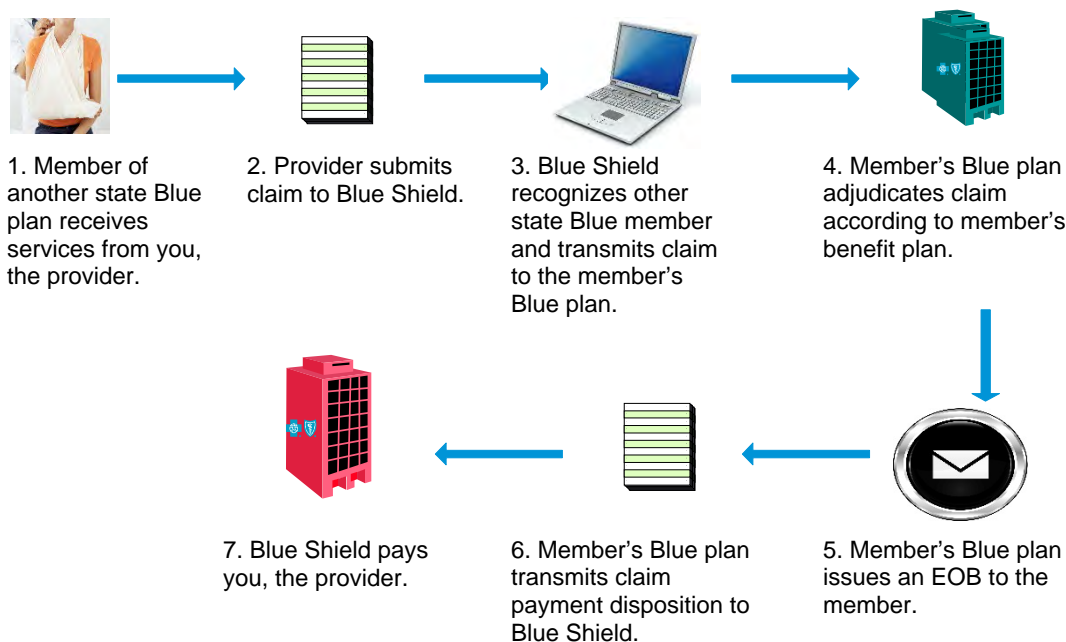 1. Member of
another state Blue
plan receives
services from you,
the provider.
2. Provider submits
claim to Blue Shield.
3. Blue Shield
recognizes other
state Blue member
and transmits claim
to the member's
Blue plan.
4. Member's Blue plan
adjudicates claim
according to member's
benefit plan.
5. Member's Blue plan
issues an EOB to the
member.
6. Member's Blue plan
transmits claim
payment disposition to
Blue Shield.
7. Blue Shield pays
you, the provider.